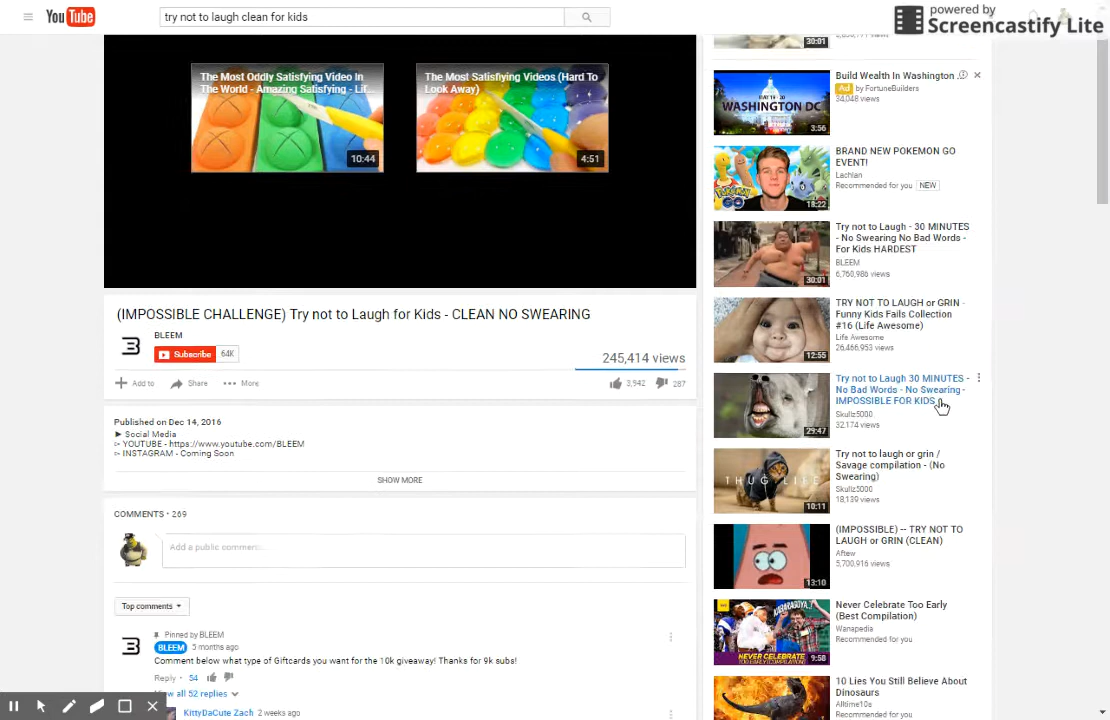 YouTube
try not to laugh clean for kids
powered by
Screencastify Lite
The Most Oddly Satisfying Video In
The World - Amazing Satisfying - Lif...
10:44
The Most Satisfiying Videos (Hard To
Look Away)
4:51
(IMPOSSIBLE CHALLENGE) Try not to Laugh for Kids - CLEAN NO SWEARING
BLEEM
Subscribe 64K
245,414 views
Add to Share More
3,942 287
Published on Dec 14, 2016
► Social Media
▻ YOUTUBE - https://www.youtube.com/BLEEM
▻ INSTAGRAM - Coming Soon
SHOW MORE
COMMENTS • 269
Add a public comment...
Top comments
Pinned by BLEEM
BLEEM 5 months ago
Comment below what type of Giftcards you want for the 10k giveaway! Thanks for 9k subs!
Reply • 54
View all 52 replies
KittyDaCute Zach 2 weeks ago
30:01
WASHINGTON DC
3:56
Build Wealth In Washington
Ad by FortuneBuilders
34,048 views
18:22
BRAND NEW POKEMON GO
EVENT!
Lachlan
Recommended for you NEW
30:01
Try not to Laugh - 30 MINUTES
- No Swearing No Bad Words -
For Kids HARDEST
BLEEM
6,760,986 views
12:55
TRY NOT TO LAUGH or GRIN -
Funny Kids Fails Collection
#16 (Life Awesome)
Life Awesome
26,466,953 views
29:47
Try not to Laugh 30 MINUTES -
No Bad Words - No Swearing -
IMPOSSIBLE FOR KIDS
Skullz5000
32,174 views
THUG LIFE
10:11
Try not to laugh or grin /
Savage compilation - (No
Swearing)
Skullz5000
18,139 views
13:10
(IMPOSSIBLE) -- TRY NOT TO
LAUGH or GRIN (CLEAN)
Aftew
5,700,916 views
NEVER CELEBRATE
TOO EARLY
9:58
Never Celebrate Too Early
(Best Compilation)
Wanapedia
Recommended for you
10 Lies You Still Believe About
Dinosaurs
Alltime10s